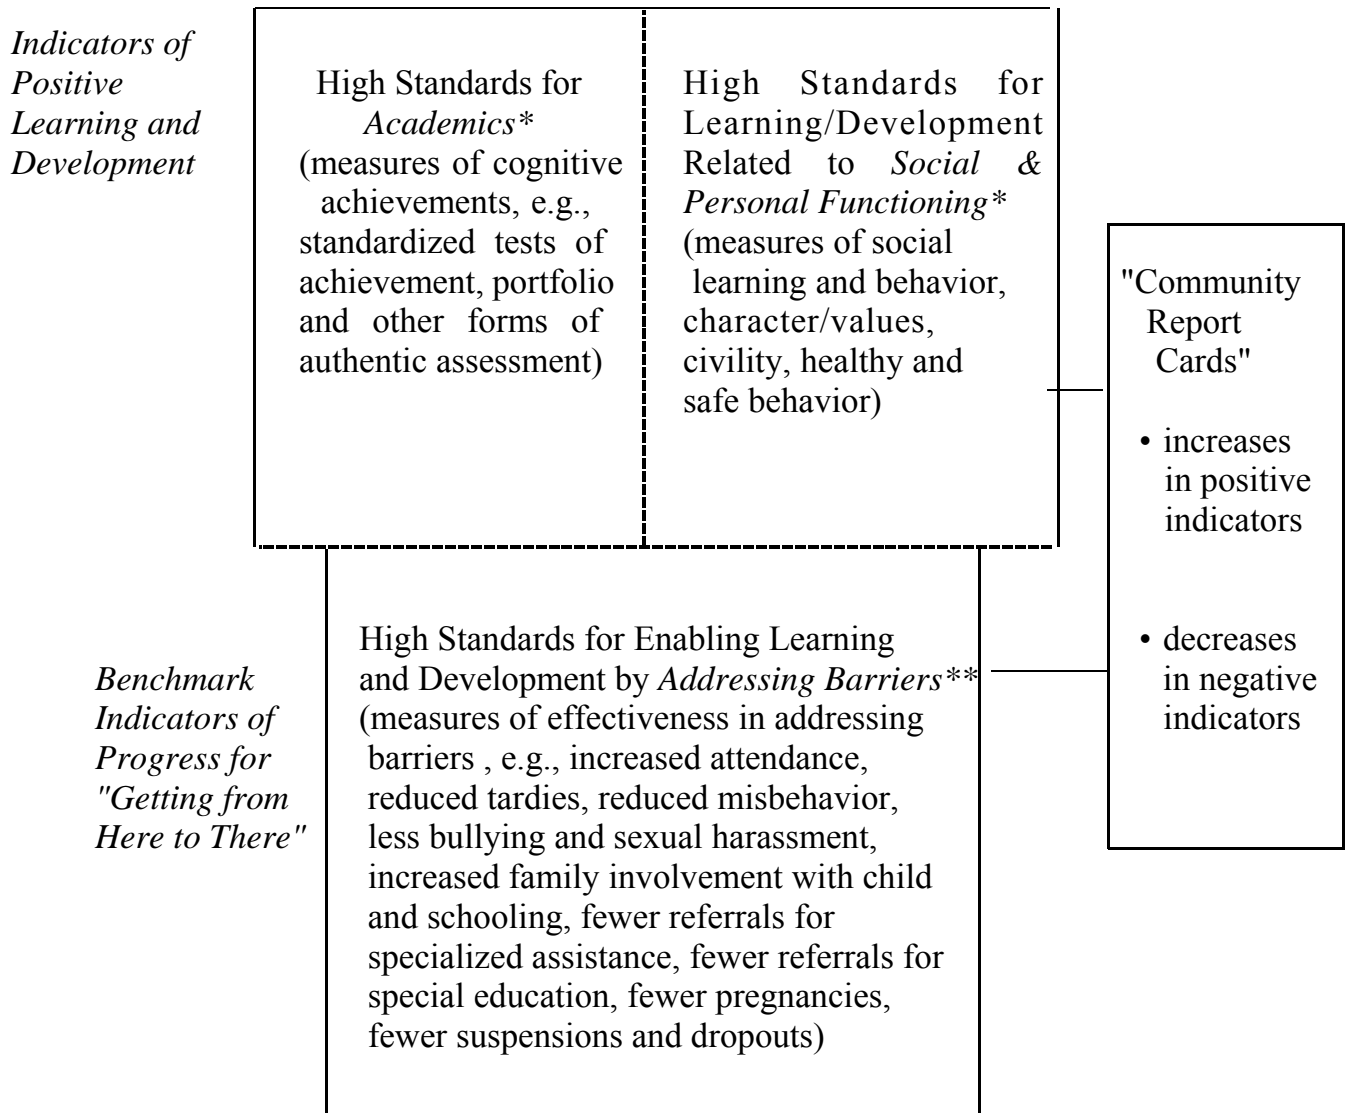 Indicators of
Positive
Learning and
Development
High Standards for
Academics*
(measures of cognitive
achievements, e.g.,
standardized tests of
achievement, portfolio
and other forms of
authentic assessment)
High Standards for
Learning/Development
Related to Social &
Personal Functioning*
(measures of social
learning and behavior,
character/values,
civility, healthy and
safe behavior)
"Community
Report
Cards"
• increases
in positive
indicators
• decreases
in negative
indicators
Benchmark
Indicators of
Progress for
"Getting from
Here to There"
High Standards for Enabling Learning
and Development by Addressing Barriers**
(measures of effectiveness in addressing
barriers , e.g., increased attendance,
reduced tardies, reduced misbehavior,
less bullying and sexual harassment,
increased family involvement with child
and schooling, fewer referrals for
specialized assistance, fewer referrals for
special education, fewer pregnancies,
fewer suspensions and dropouts)